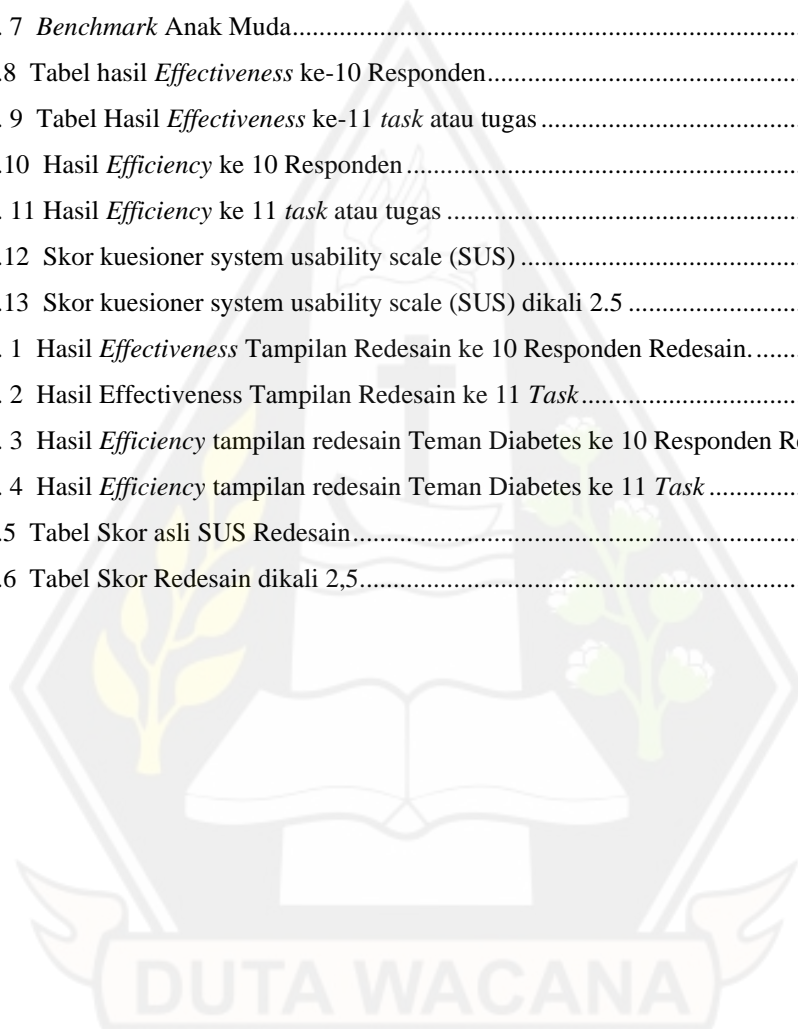 . 7 Benchmark Anak Muda........................................................................................
.8 Tabel hasil Effectiveness ke-10 Responden.....................................................
. 9 Tabel Hasil Effectiveness ke-11 task atau tugas............................................
.10 Hasil Efficiency ke 10 Responden...................................................................
. 11 Hasil Efficiency ke 11 task atau tugas............................................................
.12 Skor kuesioner system usability scale (SUS)................................................
.13 Skor kuesioner system usability scale (SUS) dikali 2.5.............................
. 1 Hasil Effectiveness Tampilan Redesain ke 10 Responden Redesain........
. 2 Hasil Effectiveness Tampilan Redesain ke 11 Task.....................................
. 3 Hasil Efficiency tampilan redesain Teman Diabetes ke 10 Responden R
. 4 Hasil Efficiency tampilan redesain Teman Diabetes ke 11 Task...............
.5 Tabel Skor asli SUS Redesain............................................................................
.6 Tabel Skor Redesain dikali 2,5..........................................................................
DUTA WACANA